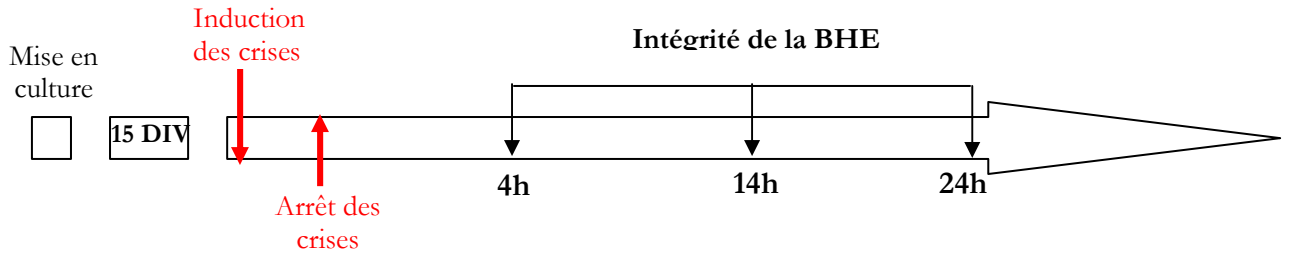 Induction
des crises
Intégrité de la BHE
Mise en
culture
15 DIV
4h
14h
24h
Arrêt des
crises